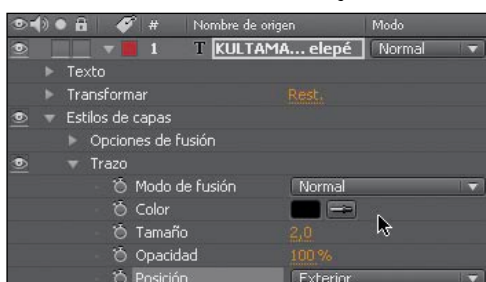 # Nombre de origen Modo
1 T KULTAMA... elepé Normal
Texto
Transformar Rest.
Estilos de capas
Opciones de fusión
Trazo
Modo de fusión Normal
Color
Tamaño 2,0
Opacidad 100 %
Posición Exterior